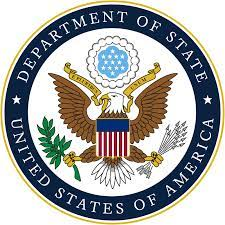 DEPARTMENT OF STATE
UNITED STATES OF AMERICA